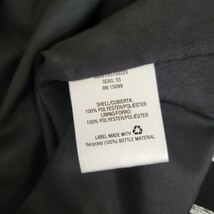 SEAS: SS
RN 15099
SHELL/CUBIERTA:
100% POLYESTER/POLIÉSTER
LINING/FORRO:
100% POLYESTER/POLIÉSTER
LABEL MADE WITH
Recycled (100%) BOTTLE MATERIAL